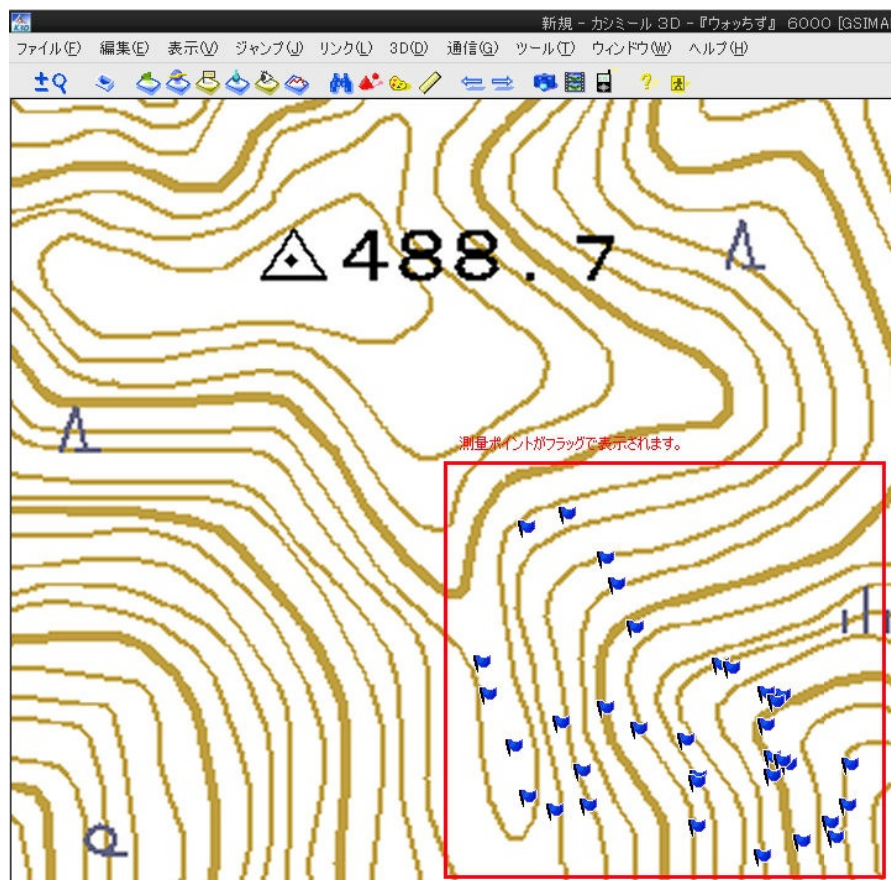 新規 - カシミール 3D - 『ウォッちず』 6000 [GSIMA
ファイル(F) 編集(E) 表示(V) ジャンプ(J) リンク(L) 3D(D) 通信(G) ツール(T) ウィンドウ(W) ヘルプ(H)
488.7
測量ポイントがフラッグで表示されます。